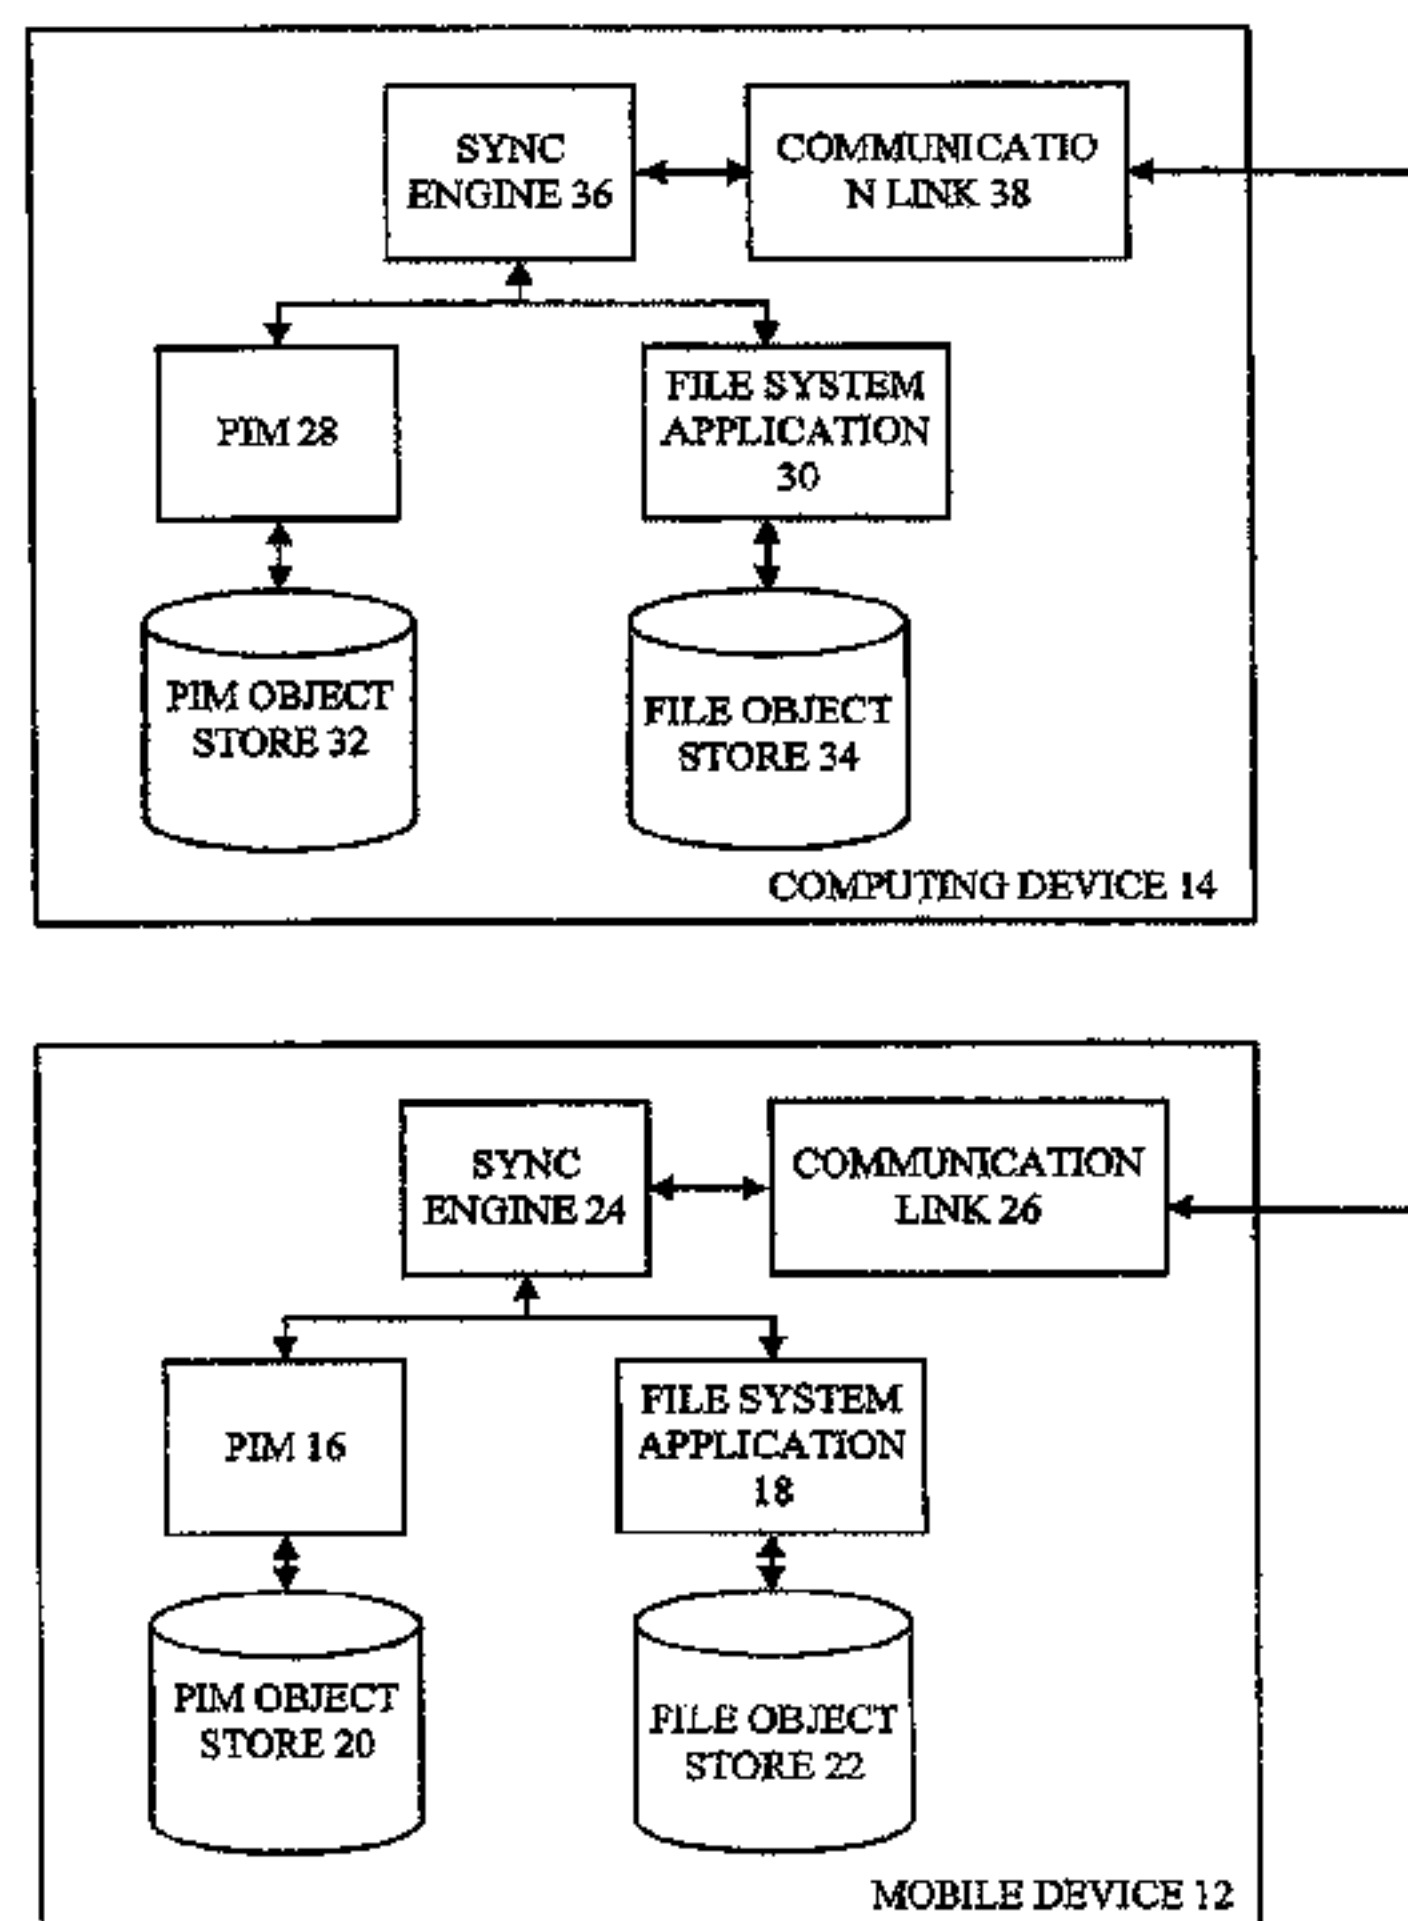 SYNC
ENGINE 36
COMMUNICATIO
N LINK 38
PIM 28
FILE SYSTEM
APPLICATION
30
PIM OBJECT
STORE 32
FILE OBJECT
STORE 34
COMPUTING DEVICE 14
SYNC
ENGINE 24
COMMUNICATION
LINK 26
PIM 16
FILE SYSTEM
APPLICATION
18
PIM OBJECT
STORE 20
FILE OBJECT
STORE 22
MOBILE DEVICE 12